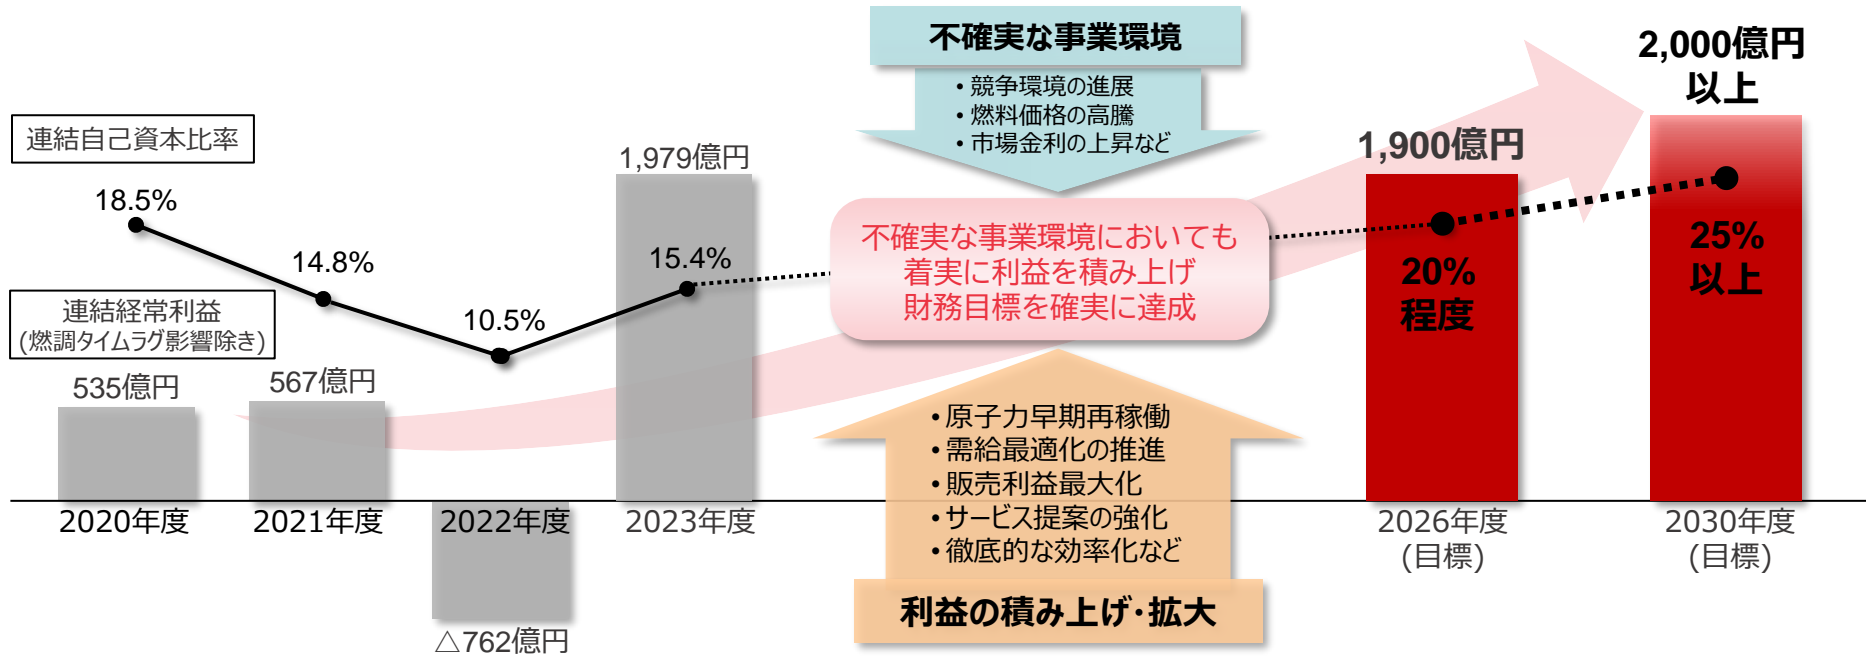 不確実な事業環境
• 競争環境の進展
• 燃料価格の高騰
• 市場金利の上昇など
2,000億円
以上
連結自己資本比率
1,979億円
1,900億円
18.5%
14.8%
10.5%
15.4%
不確実な事業環境においても
着実に利益を積み上げ
財務目標を確実に達成
20%
程度
25%
以上
連結経常利益
(燃調タイムラグ影響除き)
535億円
567億円
• 原子力早期再稼働
• 需給最適化の推進
• 販売利益最大化
• サービス提案の強化
• 徹底的な効率化など
利益の積み上げ・拡大
2020年度
2021年度
2022年度
2023年度
2026年度
(目標)
2030年度
(目標)
△762億円